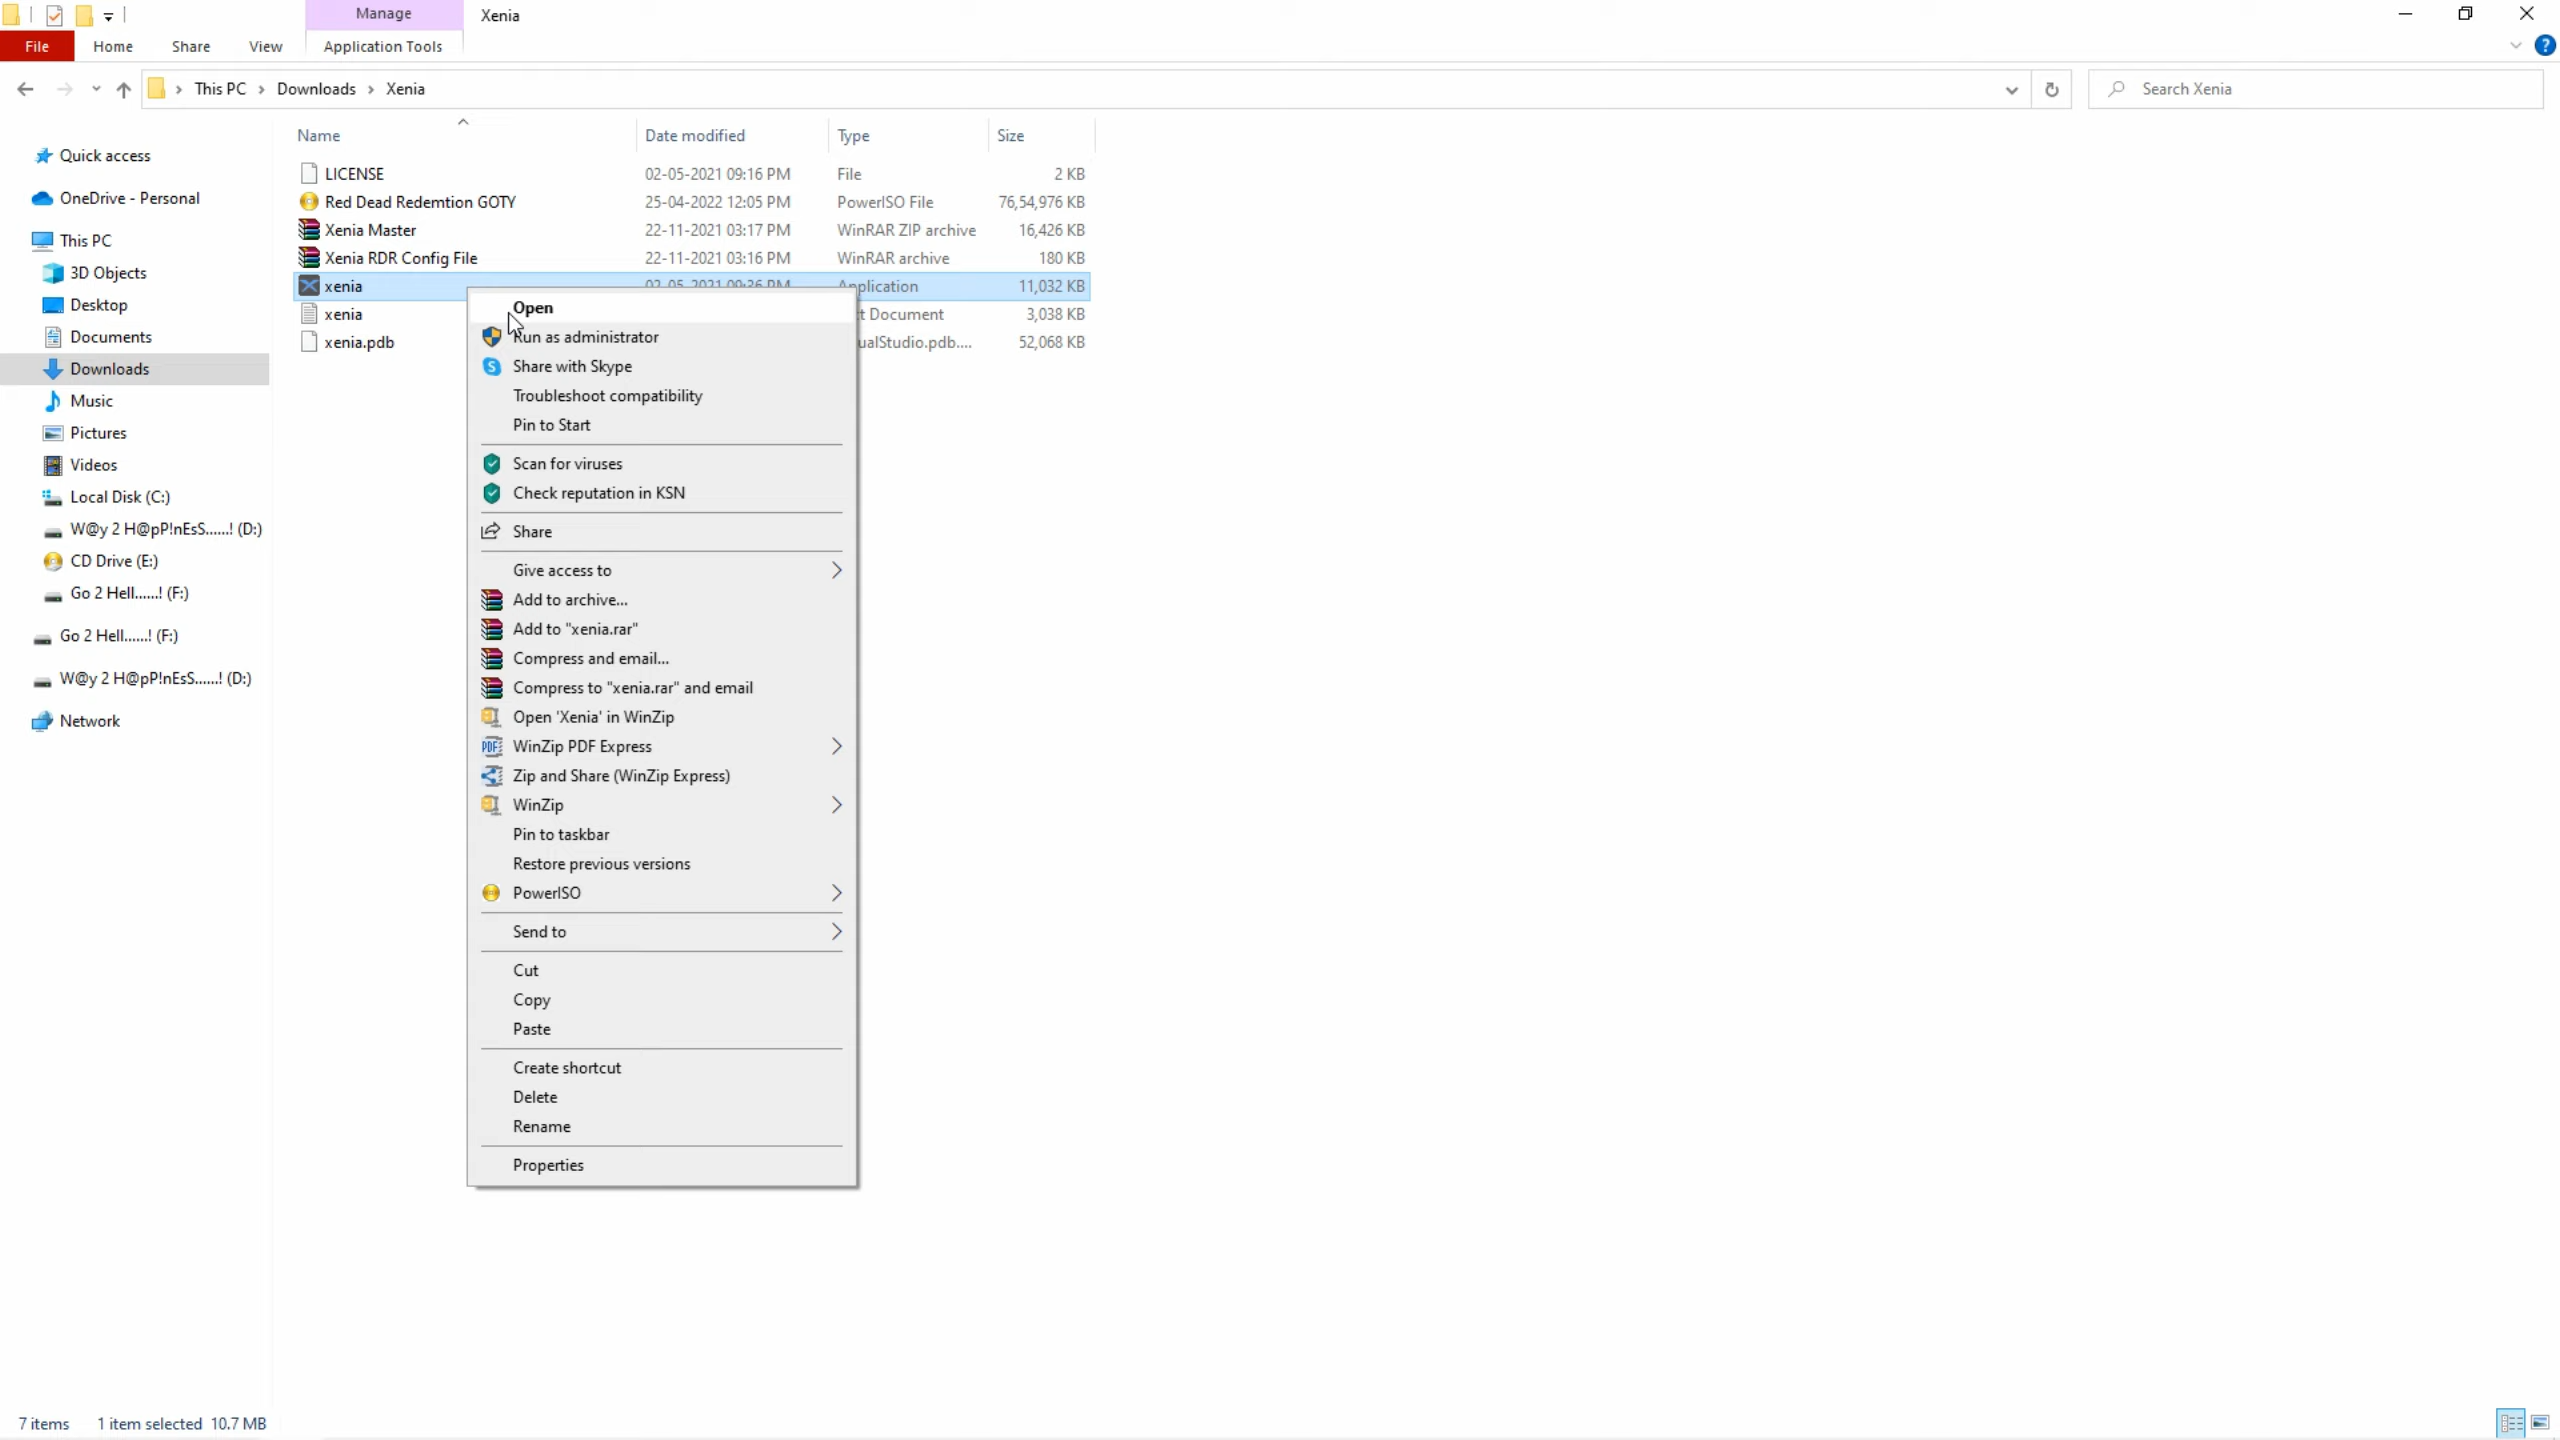 Manage
Xenia
File
Home
Share
View
Application Tools
?
This PC
Downloads
Xenia
Search Xenia
Name
Date modified
Type
Size
Quick access
OneDrive - Personal
This PC
3D Objects
Desktop
Documents
Downloads
Music
Pictures
Videos
Local Disk (C:)
W@y 2 H@pP!nEsS......! (D:)
CD Drive (E:)
Go 2 Hell......! (F:)
Go 2 Hell......! (F:)
W@y 2 H@pP!nEsS......! (D:)
Network
LICENSE 02-05-2021 09:16 PM File 2 KB
Red Dead Redemtion GOTY 25-04-2022 12:05 PM PowerISO File 76,54,976 KB
Xenia Master 22-11-2021 03:17 PM WinRAR ZIP archive 16,426 KB
Xenia RDR Config File 22-11-2021 03:16 PM WinRAR archive 180 KB
xenia 02-05-2021 09:36 PM Application 11,032 KB
xenia t Document 3,038 KB
xenia.pdb ualStudio.pdb.... 52,068 KB
Open
Run as administrator
S Share with Skype
Troubleshoot compatibility
Pin to Start
Scan for viruses
Check reputation in KSN
Share
Give access to
Add to archive...
Add to "xenia.rar"
Compress and email...
Compress to "xenia.rar" and email
Open 'Xenia' in WinZip
PDF WinZip PDF Express
Zip and Share (WinZip Express)
WinZip
Pin to taskbar
Restore previous versions
PowerISO
Send to
Cut
Copy
Paste
Create shortcut
Delete
Rename
Properties
7 items 1 item selected 10.7 MB